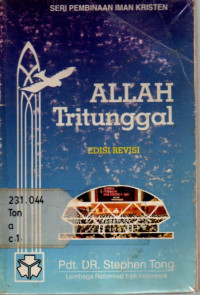 SERI PEMBINAAN IMAN KRISTEN
ALLAH
Tritunggal
EDISI REVISI
231.044
Ton
a
c.1
Pdt. DR. Stephen Tong
Lembaga Reformed Injili Indonesia